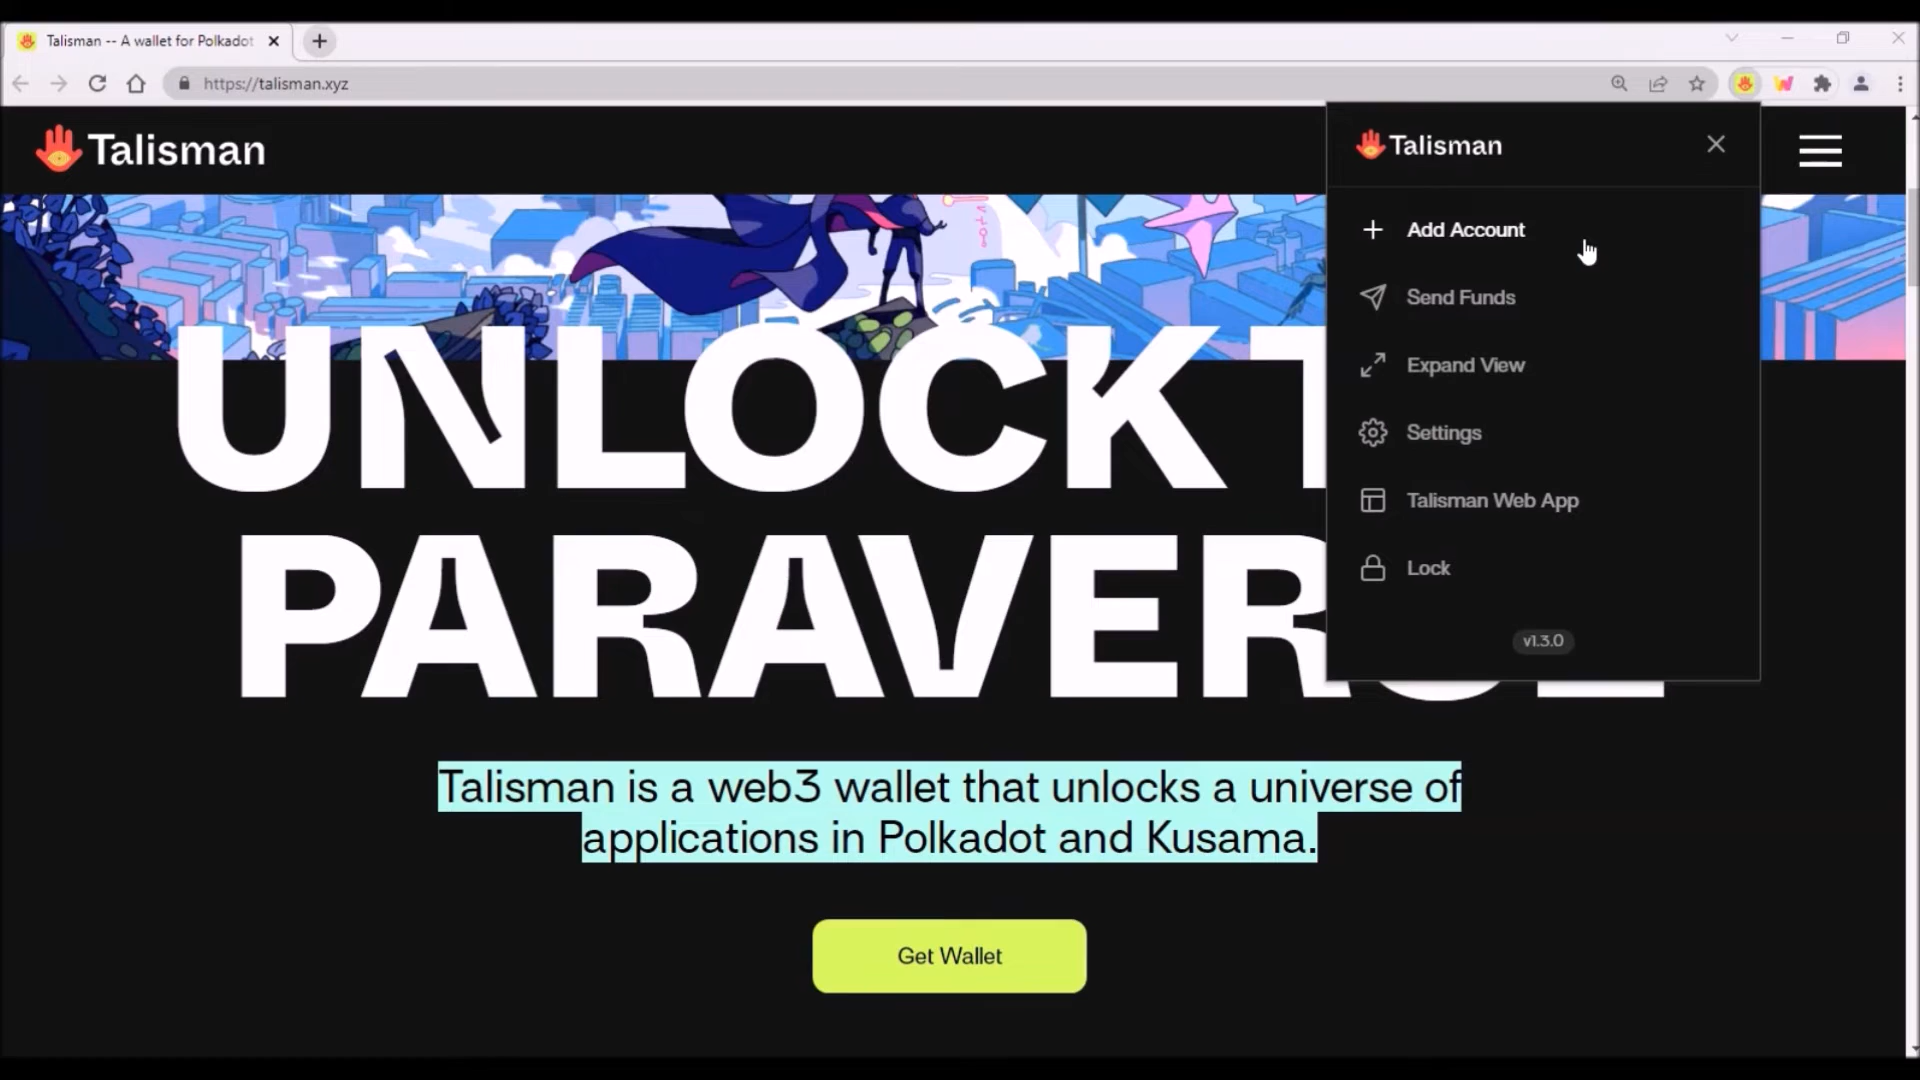 Talisman -- A wallet for Polkadot
https://talisman.xyz
Talisman
Talisman
Add Account
Send Funds
Expand View
Settings
Talisman Web App
Lock
v1.3.0
UNLOCK T
PARAVERSE
Talisman is a web3 wallet that unlocks a universe of
applications in Polkadot and Kusama.
Get Wallet